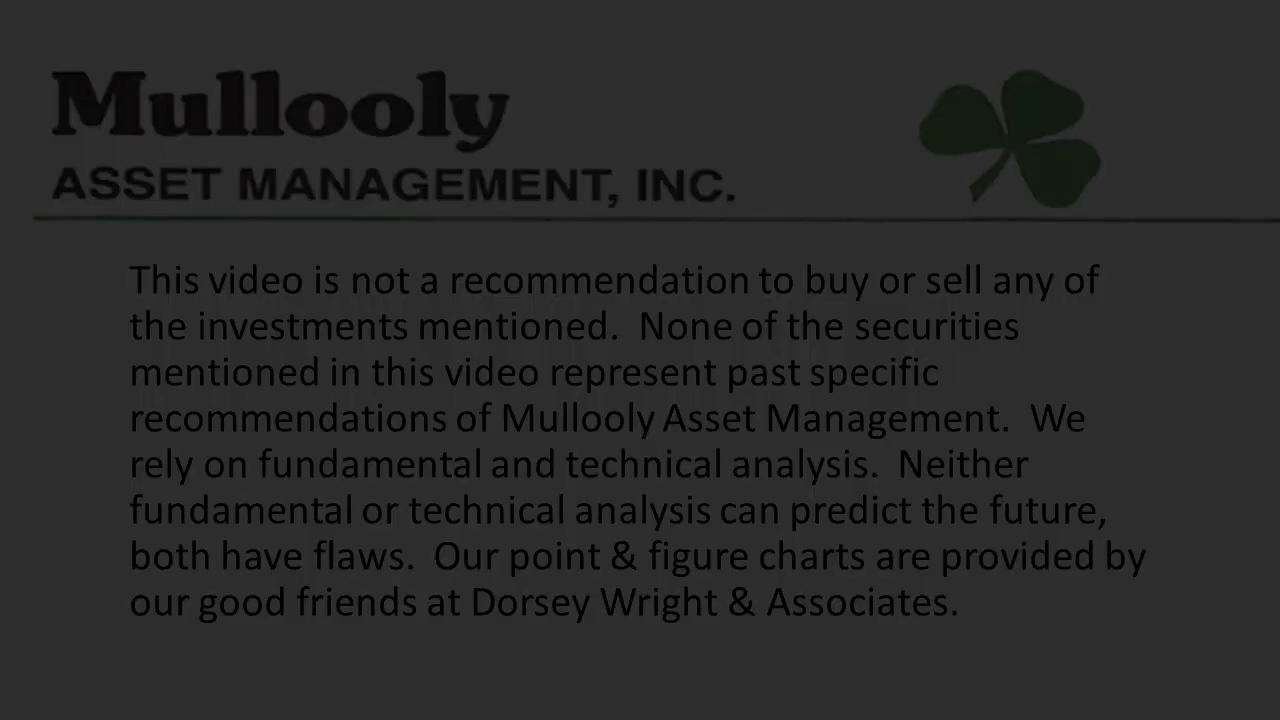 Mullooly
ASSET MANAGEMENT, INC.
This video is not a recommendation to buy or sell any of
the investments mentioned.  None of the securities
mentioned in this video represent past specific
recommendations of Mullooly Asset Management.  We
rely on fundamental and technical analysis.  Neither
fundamental or technical analysis can predict the future,
both have flaws.  Our point & figure charts are provided by
our good friends at Dorsey Wright & Associates.